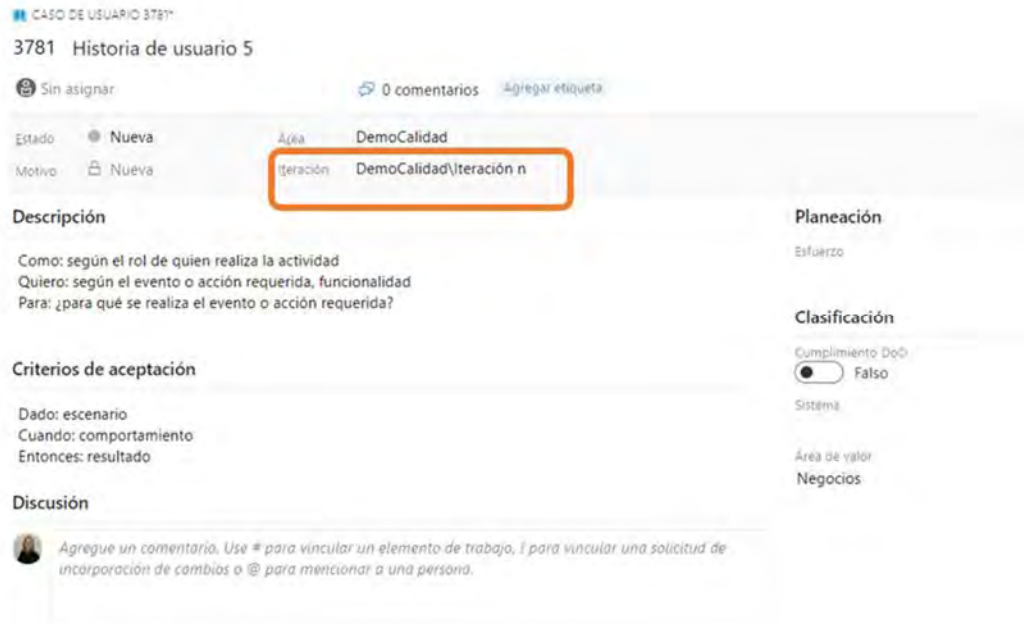 CASO DE USUARIO 3781*
3781 Historia de usuario 5
Sin asignar
0 comentarios
Agregar etiqueta
Estado Nueva
Área DemoCalidad
Motivo Nueva
Iteración DemoCalidad\Iteración n
Descripción
Como: según el rol de quien realiza la actividad
Quiero: según el evento o acción requerida, funcionalidad
Para: ¿para qué se realiza el evento o acción requerida?
Criterios de aceptación
Dado: escenario
Cuando: comportamiento
Entonces: resultado
Discusión
Agregue un comentario. Use # para vincular un elemento de trabajo, ! para vincular una solicitud de
incorporación de cambios o @ para mencionar a una persona.
Planeación
Esfuerzo
Clasificación
Cumplimiento DoD
Falso
Sistema
Área de valor
Negocios